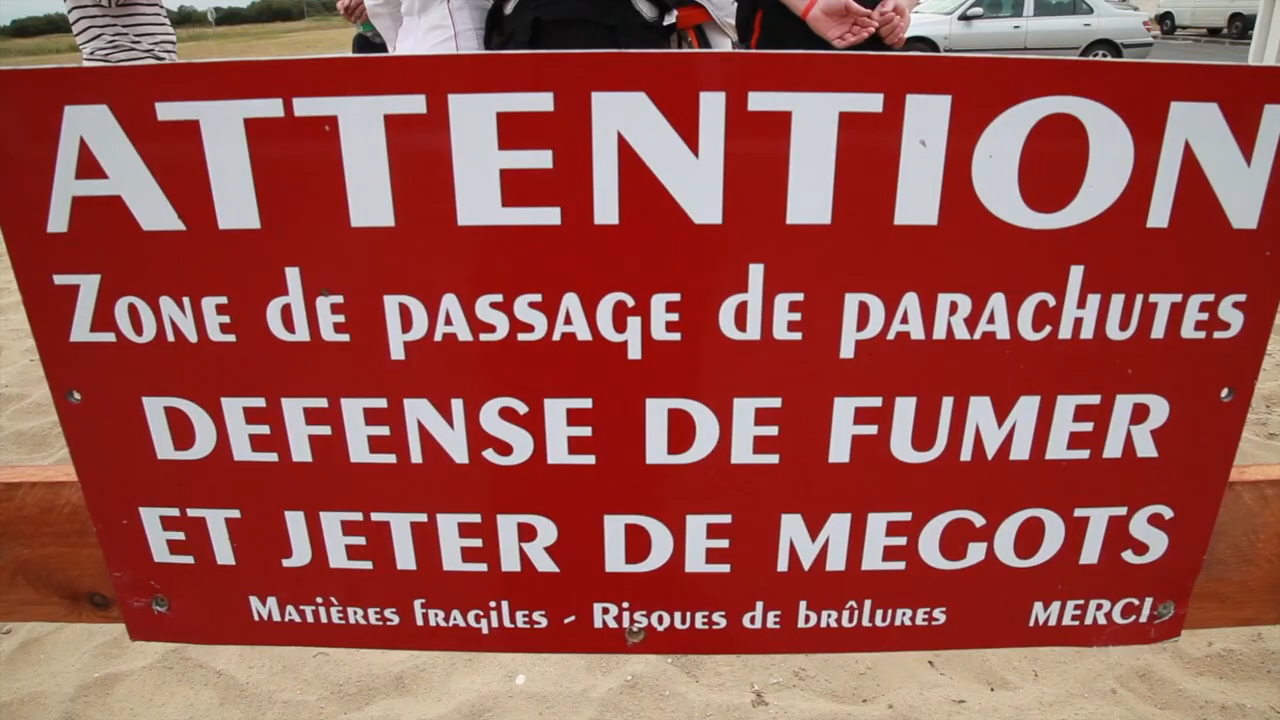 ATTENTION
Zone de passage de parachutes
DEFENSE DE FUMER
ET JETER DE MEGOTS
Matières fragiles - Risques de brûlures MERCI